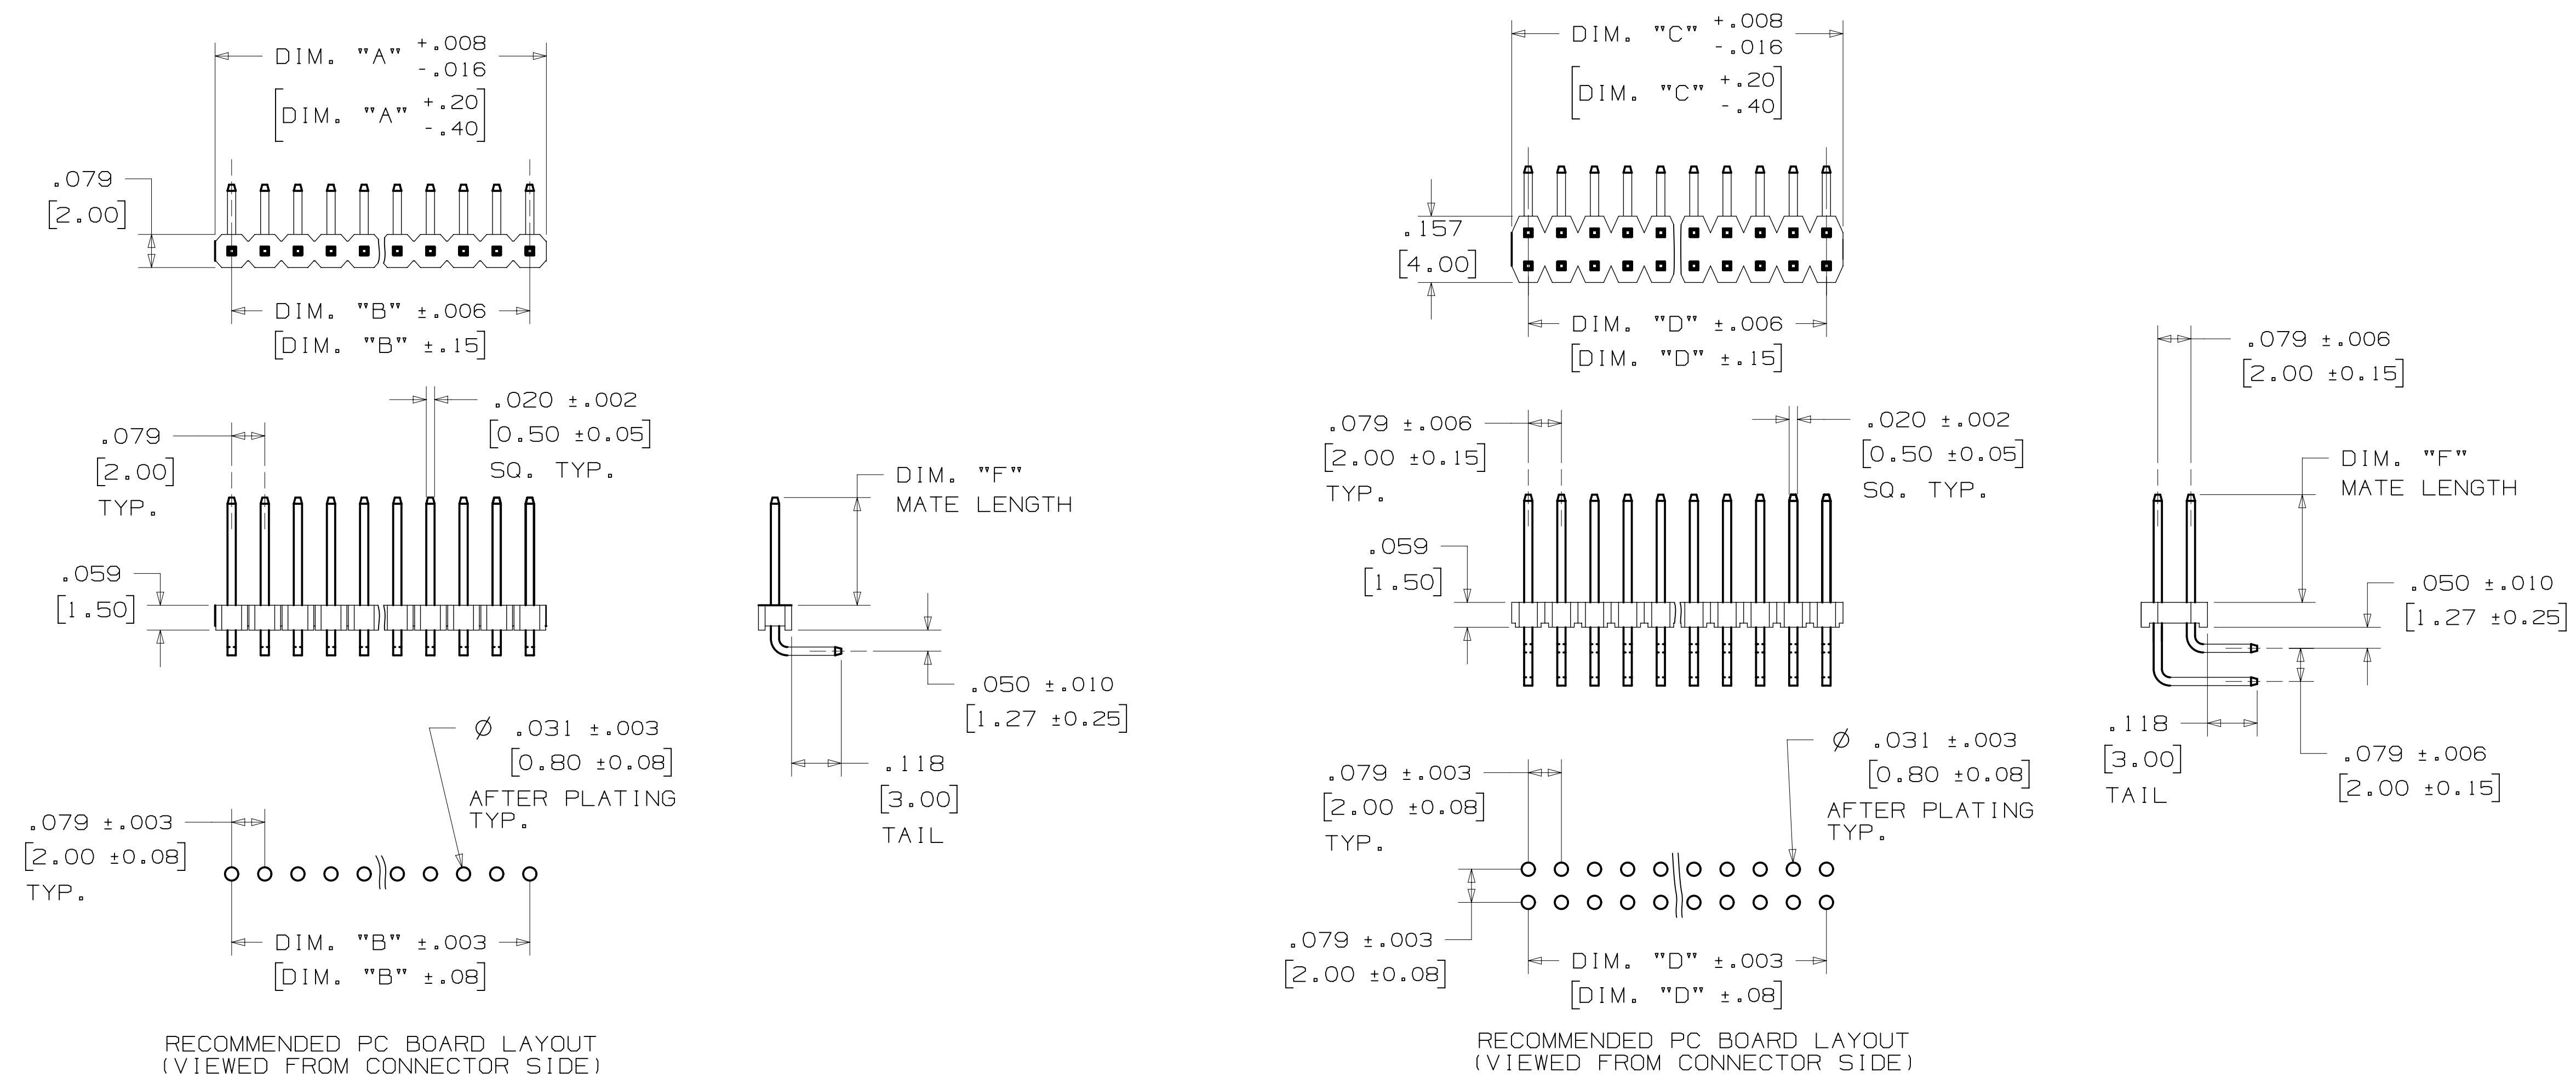 DIM. "A" +.008
-.016
[DIM. "A" +.20
-.40]
.079
[2.00]
DIM. "B" ±.006
[DIM. "B" ±.15]
.020 ±.002
[0.50 ±0.05]
SQ. TYP.
.079
[2.00]
TYP.
DIM. "F"
MATE LENGTH
.059
[1.50]
.050 ±.010
[1.27 ±0.25]
.118
[3.00]
TAIL
Ø .031 ±.003
[0.80 ±0.08]
AFTER PLATING
TYP.
.079 ±.003
[2.00 ±0.08]
TYP.
DIM. "B" ±.003
[DIM. "B" ±.08]
RECOMMENDED PC BOARD LAYOUT
(VIEWED FROM CONNECTOR SIDE)
DIM. "C" +.008
-.016
[DIM. "C" +.20
-.40]
.157
[4.00]
DIM. "D" ±.006
[DIM. "D" ±.15]
.079 ±.006
[2.00 ±0.15]
.079 ±.006
[2.00 ±0.15]
TYP.
.020 ±.002
[0.50 ±0.05]
SQ. TYP.
DIM. "F"
MATE LENGTH
.059
[1.50]
.050 ±.010
[1.27 ±0.25]
.118
[3.00]
TAIL
.079 ±.006
[2.00 ±0.15]
Ø .031 ±.003
[0.80 ±0.08]
AFTER PLATING
TYP.
.079 ±.003
[2.00 ±0.08]
TYP.
.079 ±.003
[2.00 ±0.08]
DIM. "D" ±.003
[DIM. "D" ±.08]
RECOMMENDED PC BOARD LAYOUT
(VIEWED FROM CONNECTOR SIDE)